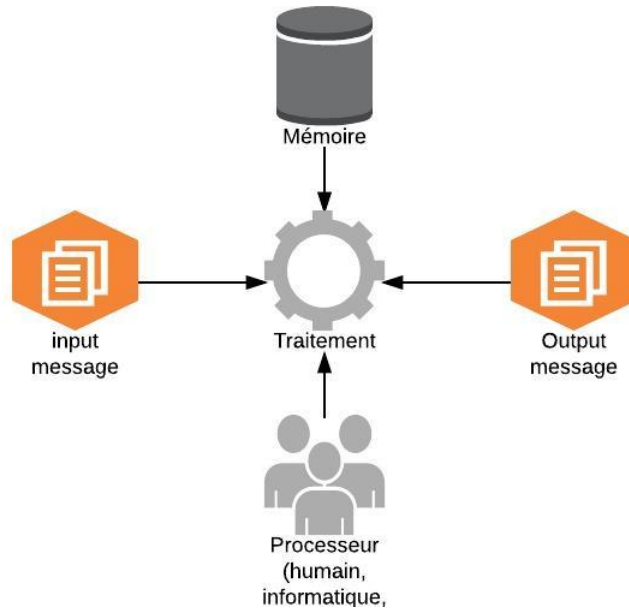 Mémoire
input
message
Traitement
Output
message
Processeur
(humain,
informatique,